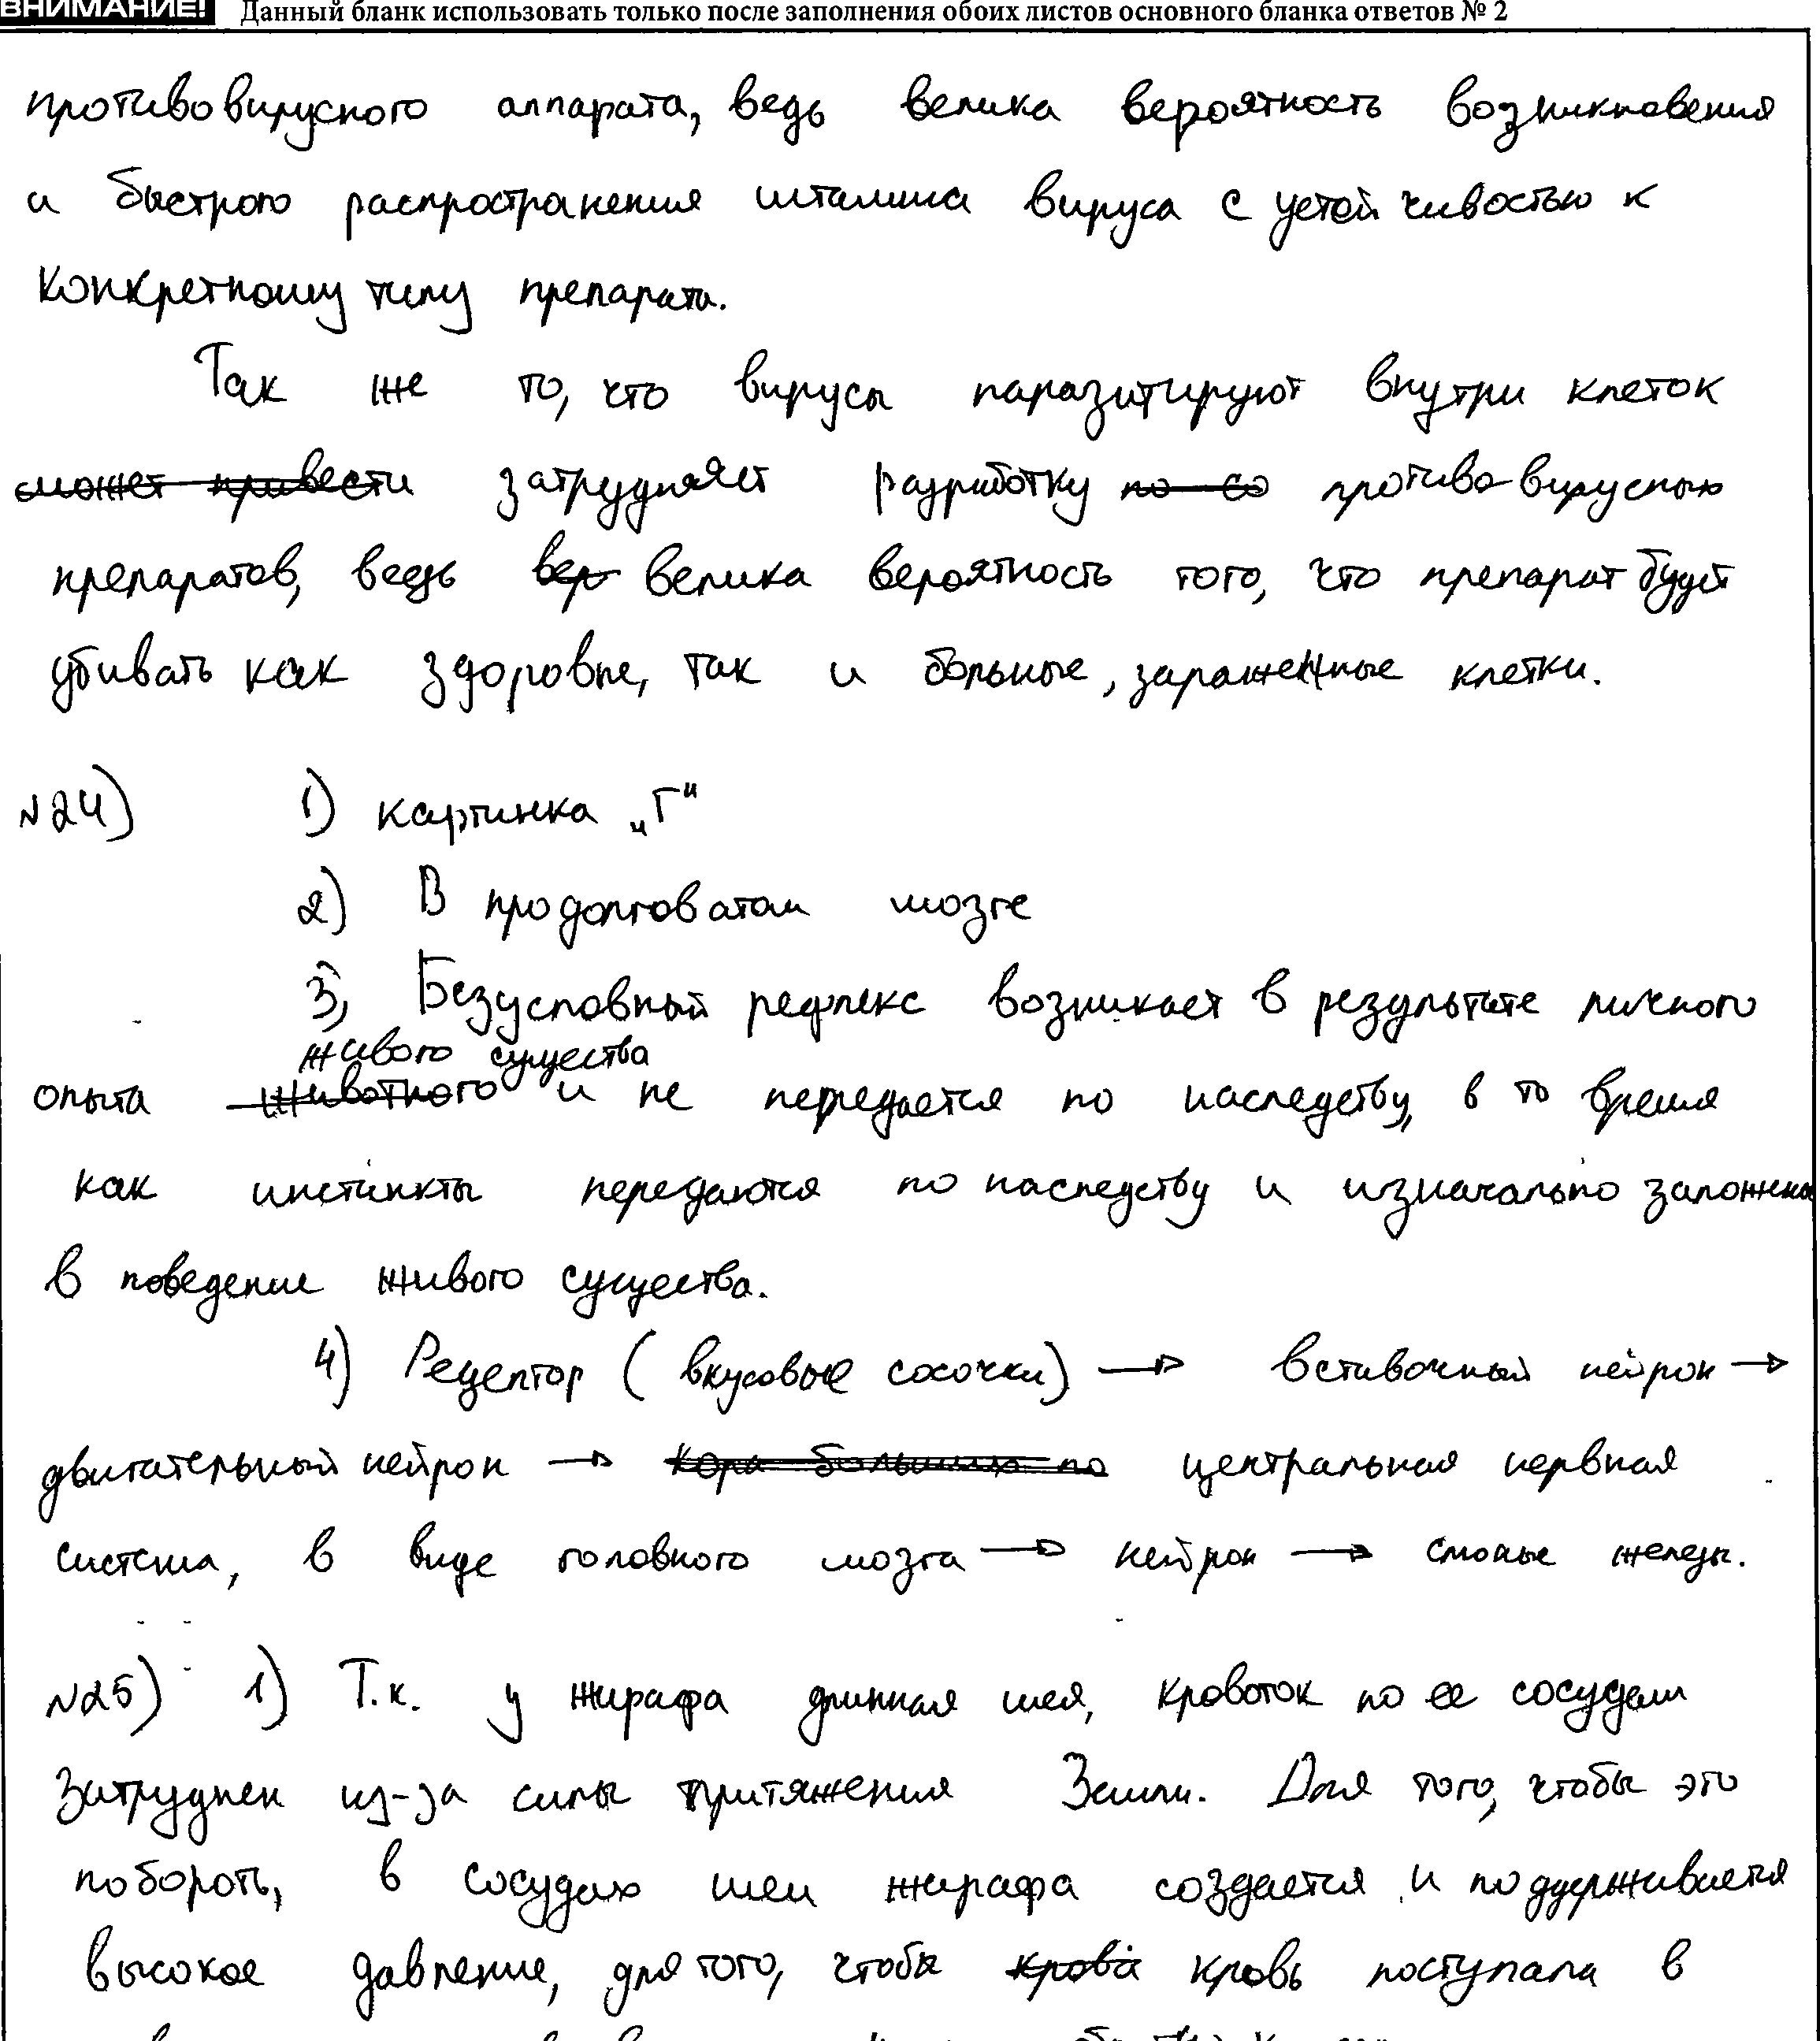 ВНИМАНИЕ! Данный бланк использовать только после заполнения обоих листов основного бланка ответов № 2
противовирусного аппарата, ведь велика вероятность возникновения
и быстрого распространения штамма вируса с устойчивостью к
конкретному типу препарата.
Так же то, что вирусы паразитируют внутри клеток
может привести затрудняет разработку по со противовирусных
препаратов, ведь вер велика вероятность того, что препарат будет
убивать как здоровые, так и больные, зараженные клетки.
№24) 1) картинка „Г“
2) В продолговатом мозге
3) Безусловный рефлекс возникает в результате личного
живого существа
опыта животного и не передается по наследству, в то время
как инстинкты передаются по наследству и изначально заложены
в поведение живого существа.
4) Рецептор (вкусовые сосочки) → вставочный нейрон →
двигательный нейрон → кора больших по центральная нервная
система, в виде головного мозга → нейрон → слюные железы.
№25) 1) Т.к. у жирафа длинная шея, кровоток по ее сосудам
затруднен из-за силы притяжения Земли. Для того, чтобы это
побороть, в сосудах шеи жирафа создается и поддерживается
высокое давление, для того, чтобы кровь кровь поступала в